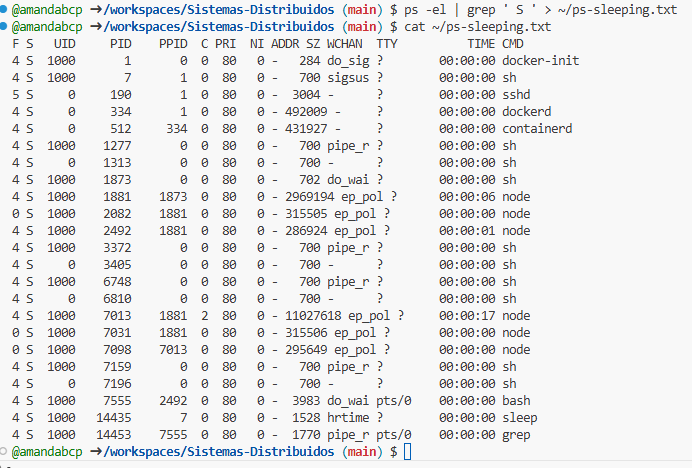 @amandabcp ➜/workspaces/Sistemas-Distribuidos (main) $ ps -el | grep ' S ' > ~/ps-sleeping.txt
@amandabcp ➜/workspaces/Sistemas-Distribuidos (main) $ cat ~/ps-sleeping.txt
F S   UID     PID    PPID  C PRI  NI ADDR SZ WCHAN  TTY          TIME CMD
4 S  1000       1       0  0  80   0 -   284 do_sig ?        00:00:00 docker-init
4 S  1000       7       1  0  80   0 -   700 sigsus ?        00:00:00 sh
5 S     0     190       1  0  80   0 -  3004 -      ?        00:00:00 sshd
4 S     0     334       1  0  80   0 - 492009 -     ?        00:00:00 dockerd
4 S     0     512     334  0  80   0 - 431927 -     ?        00:00:00 containerd
4 S  1000    1277       0  0  80   0 -   700 pipe_r ?        00:00:00 sh
4 S     0    1313       0  0  80   0 -   700 -      ?        00:00:00 sh
4 S  1000    1873       0  0  80   0 -   702 do_wai ?        00:00:00 sh
4 S  1000    1881    1873  0  80   0 - 2969194 ep_pol ?      00:00:06 node
0 S  1000    2082    1881  0  80   0 - 315505 ep_pol ?       00:00:00 node
4 S  1000    2492    1881  0  80   0 - 286924 ep_pol ?       00:00:01 node
4 S  1000    3372       0  0  80   0 -   700 pipe_r ?        00:00:00 sh
4 S     0    3405       0  0  80   0 -   700 -      ?        00:00:00 sh
4 S  1000    6748       0  0  80   0 -   700 pipe_r ?        00:00:00 sh
4 S     0    6810       0  0  80   0 -   700 -      ?        00:00:00 sh
4 S  1000    7013    1881  2  80   0 - 11027618 ep_pol ?     00:00:17 node
0 S  1000    7031    1881  0  80   0 - 315506 ep_pol ?       00:00:00 node
0 S  1000    7098    7013  0  80   0 - 295649 ep_pol ?       00:00:00 node
4 S  1000    7159       0  0  80   0 -   700 pipe_r ?        00:00:00 sh
4 S     0    7196       0  0  80   0 -   700 -      ?        00:00:00 sh
4 S  1000    7555    2492  0  80   0 -  3983 do_wai pts/0    00:00:00 bash
4 S  1000   14435       7  0  80   0 -  1528 hrtime ?        00:00:00 sleep
4 S  1000   14453    7555  0  80   0 -  1770 pipe_r pts/0    00:00:00 grep
@amandabcp ➜/workspaces/Sistemas-Distribuidos (main) $